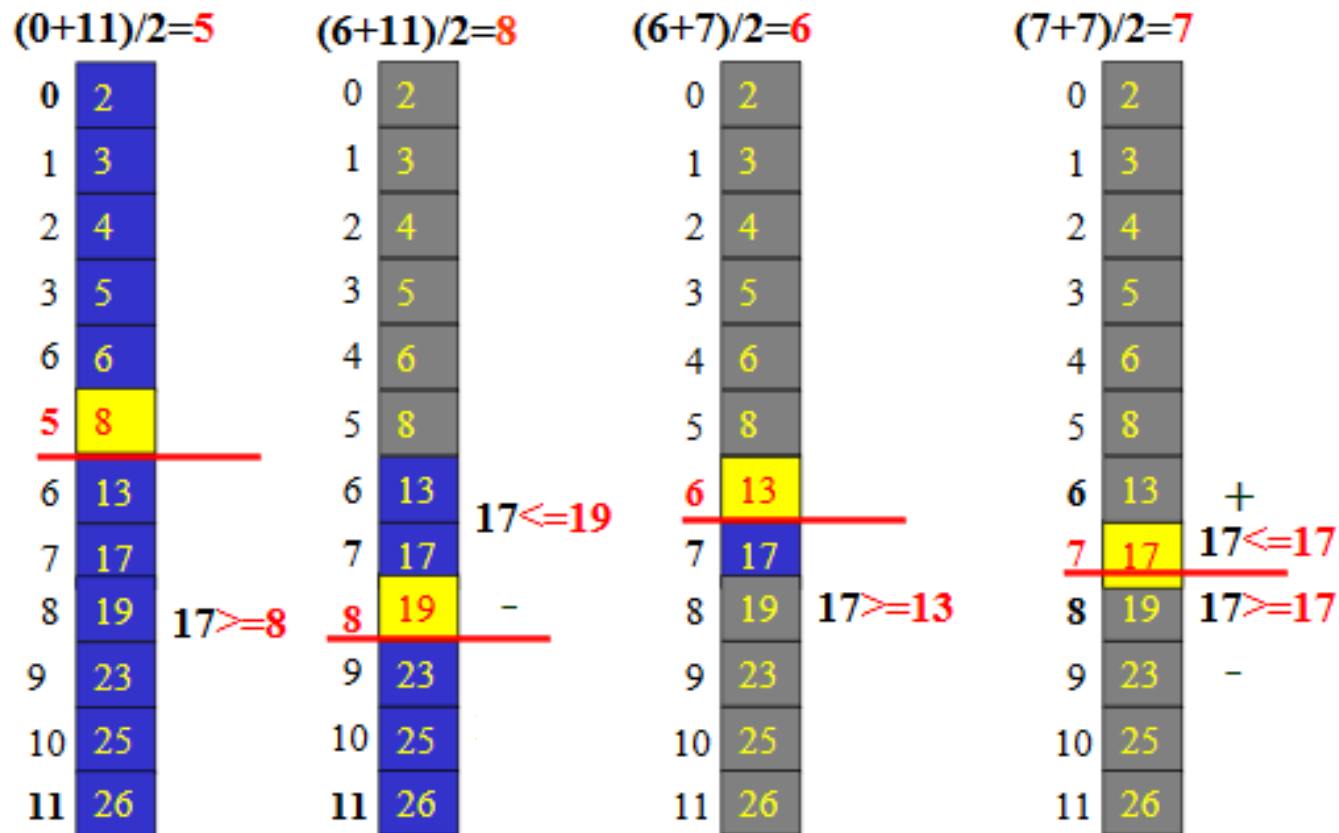 (0+11)/2=5 (6+11)/2=8 (6+7)/2=6 (7+7)/2=7
0 2 0 2 0 2 0 2
1 3 1 3 1 3 1 3
2 4 2 4 2 4 2 4
3 5 3 5 3 5 3 5
6 6 4 6 4 6 4 6
5 8 5 8 5 8 5 8
6 13 6 13 6 13 6 13 +
17<=19
7 17 7 17 7 17 7 17 17<=17
8 19 17>=8 8 19 - 8 19 17>=13 8 19 17>=17
9 23 9 23 9 23 9 23 -
10 25 10 25 10 25 10 25
11 26 11 26 11 26 11 26